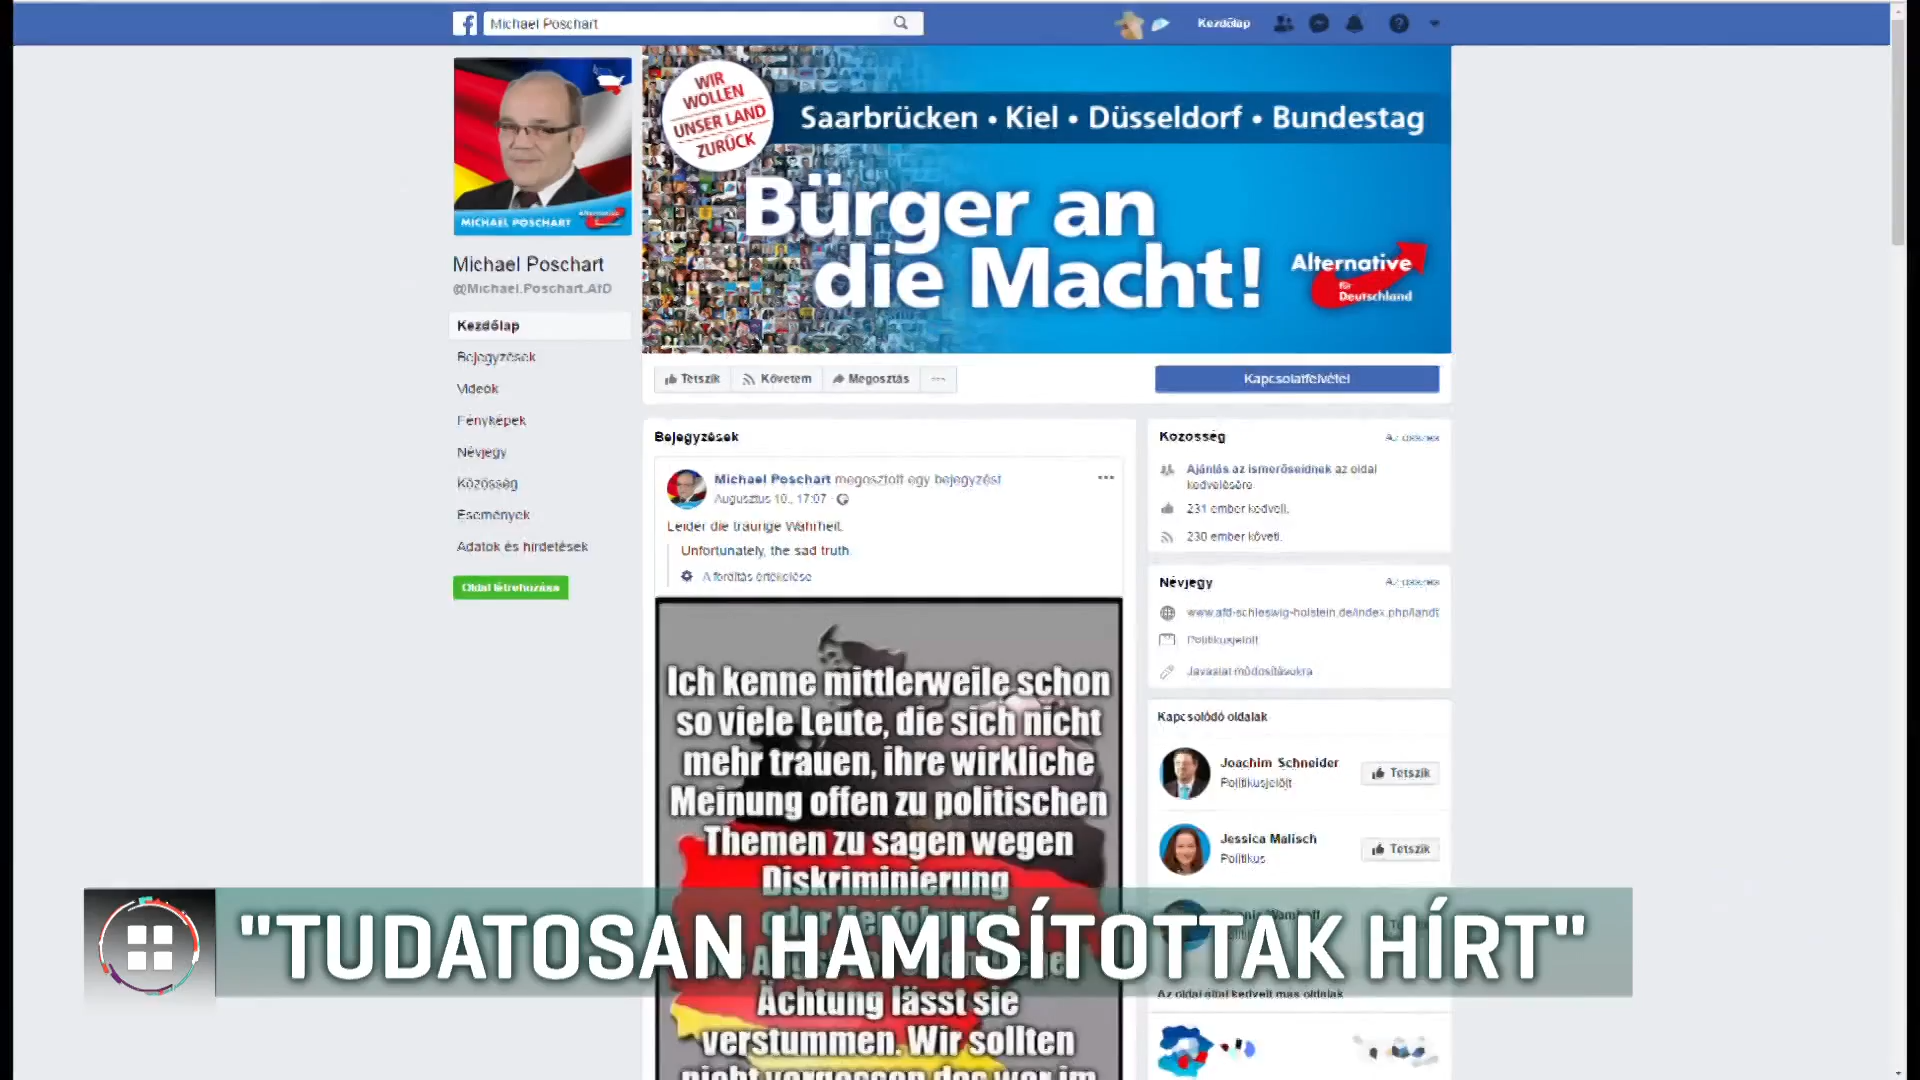 Michael Poschart
Kezdőlap
WIR
WOLLEN
UNSER LAND
ZURÜCK
Saarbrücken • Kiel • Düsseldorf • Bundestag
Bürger an
die Macht!
Alternative
für
Deutschland
MICHAEL POSCHART
Alternative
Michael Poschart
@Michael.Poschart.AfD
Kezdőlap
Bejegyzések
Videók
Fényképek
Névjegy
Közösség
Események
Adatok és hirdetések
Oldal létrehozása
Tetszik
Követem
Megosztás
Kapcsolatfelvétel
Bejegyzések
Michael Poschart megosztott egy bejegyzést
Augusztus 10., 17:07
Leider die traurige Wahrheit.
Unfortunately, the sad truth.
A fordítás értékelése
Ich kenne mittlerweile schon
so viele Leute, die sich nicht
mehr trauen, ihre wirkliche
Meinung offen zu politischen
Themen zu sagen wegen
Diskriminierung
oder
Ächtung lässt sie
verstummen. Wir sollten
Közösség
Az összes
Ajánlás az ismerőseidnek az oldal
kedvelésére
231 ember kedveli.
230 ember követi.
Névjegy
Az összes
www.afd-schleswig-holstein.de/index.php/landt
Politikusjelölt
Javaslat módosításokra
Kapcsolódó oldalak
Joachim Schneider
Politikusjelölt
Tetszik
Jessica Malisch
Politikus
Tetszik
Az oldal által kedvelt más oldalak
"TUDATOSAN HAMISÍTOTTAK HÍRT"